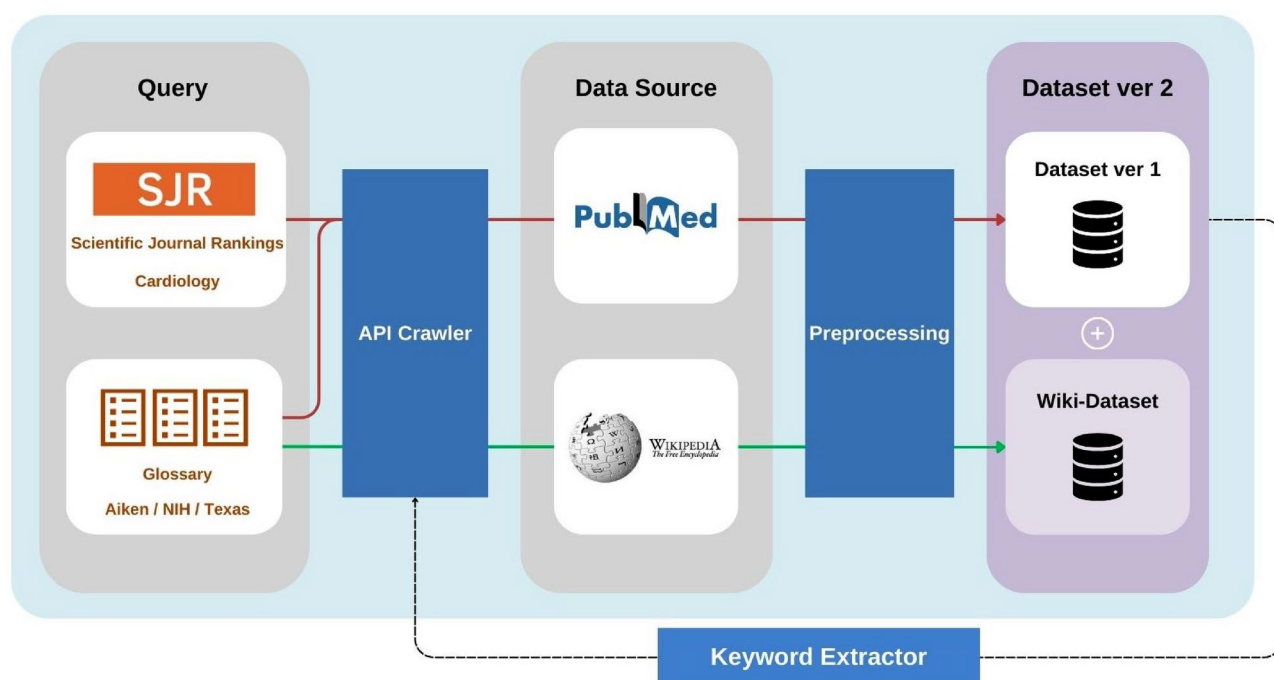 Query
SJR
Scientific Journal Rankings
Cardiology
Glossary
Aiken / NIH / Texas
API Crawler
Data Source
PubMed
WIKIPEDIA
The Free Encyclopedia
Preprocessing
Dataset ver 2
Dataset ver 1
Wiki-Dataset
Keyword Extractor